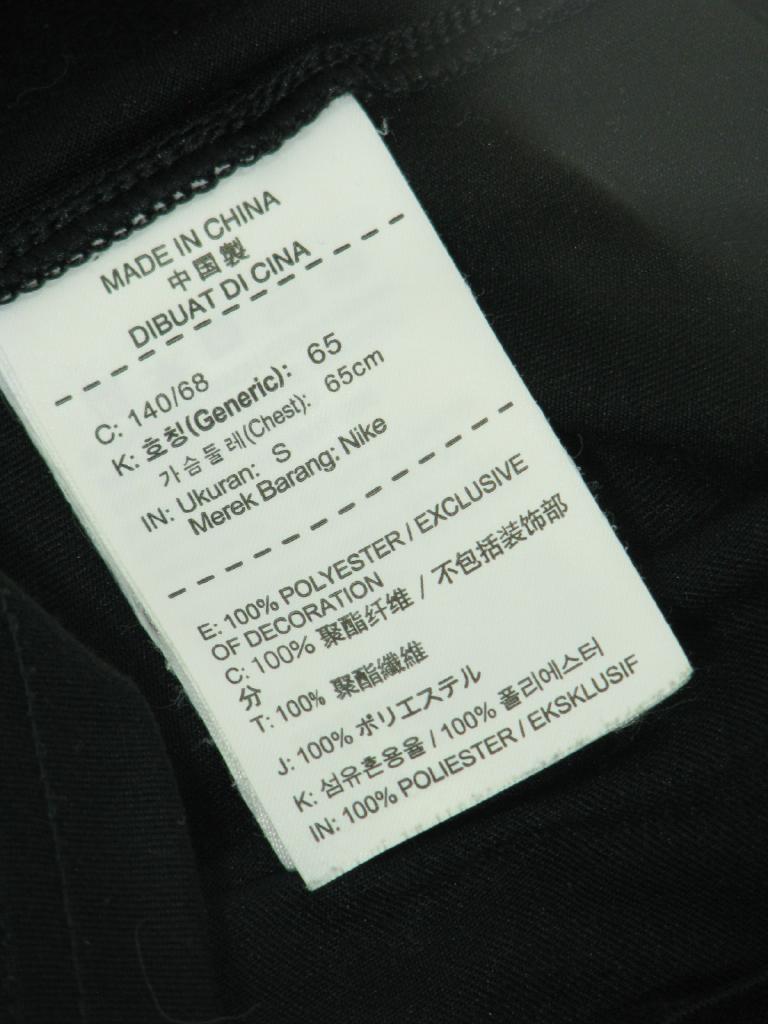 MADE IN CHINA
中国製
DIBUAT DI CINA
C: 140/68
K: 호칭(Generic): 65
가슴둘레(Chest): 65cm
IN: Ukuran: S
Merek Barang: Nike
E: 100% POLYESTER / EXCLUSIVE
OF DECORATION
C: 100% 聚酯纤维 / 不包括装饰部
分
T: 100% 聚酯纖維
J: 100% ポリエステル
K: 섬유혼용율 / 100% 폴리에스터
IN: 100% POLIESTER / EKSKLUSIF